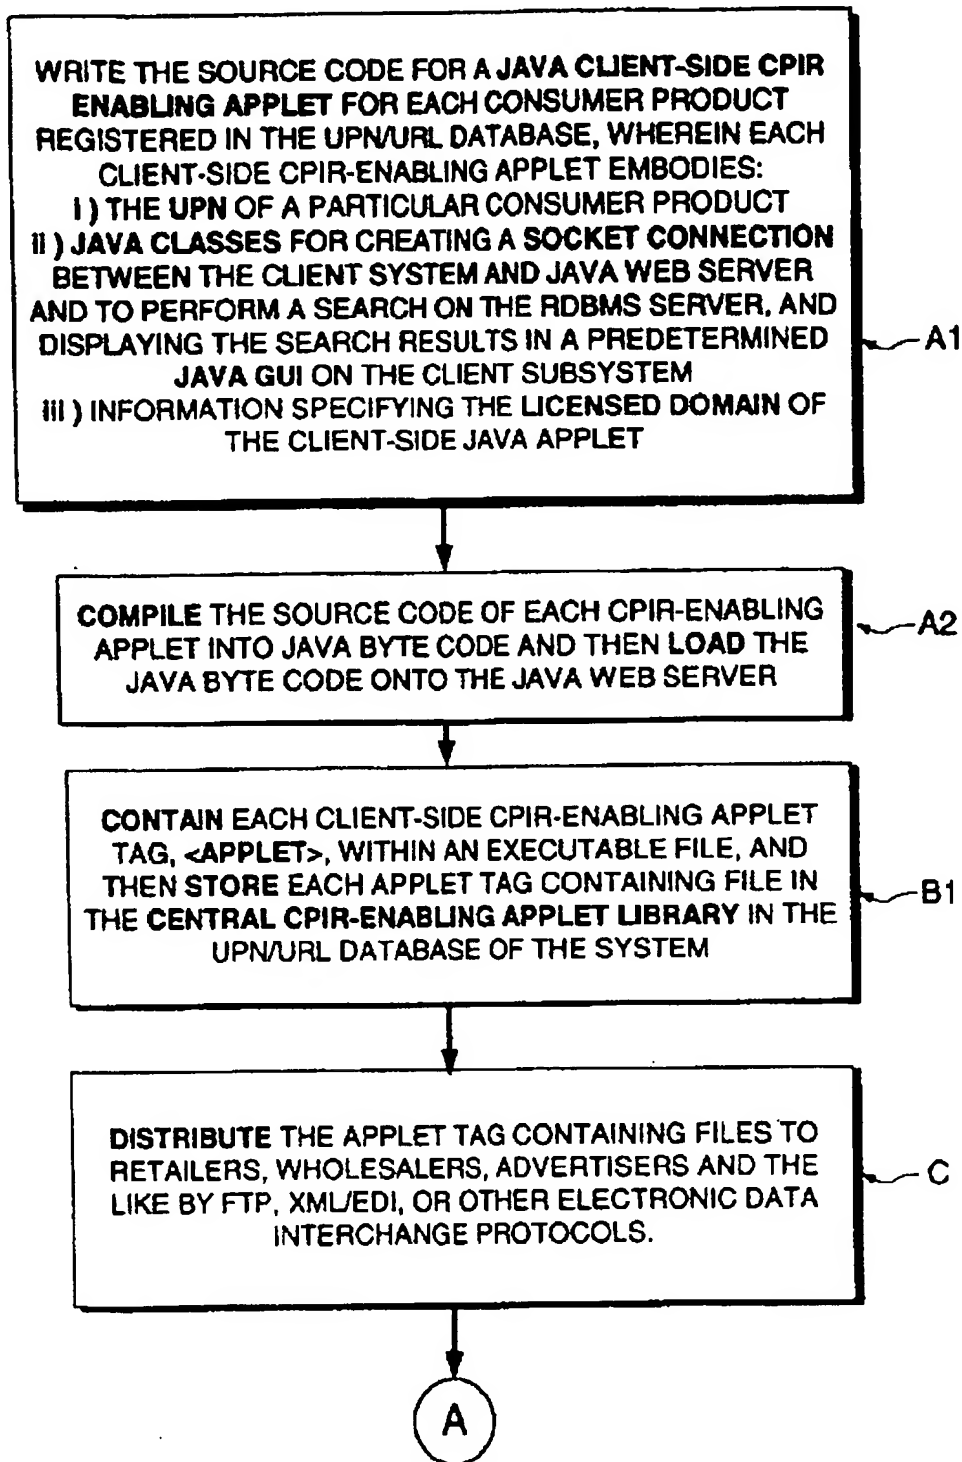 WRITE THE SOURCE CODE FOR A JAVA CLIENT-SIDE CPIR
ENABLING APPLET FOR EACH CONSUMER PRODUCT
REGISTERED IN THE UPN/URL DATABASE, WHEREIN EACH
CLIENT-SIDE CPIR-ENABLING APPLET EMBODIES:
i ) THE UPN OF A PARTICULAR CONSUMER PRODUCT
ii ) JAVA CLASSES FOR CREATING A SOCKET CONNECTION
BETWEEN THE CLIENT SYSTEM AND JAVA WEB SERVER
AND TO PERFORM A SEARCH ON THE RDBMS SERVER, AND
DISPLAYING THE SEARCH RESULTS IN A PREDETERMINED
JAVA GUI ON THE CLIENT SUBSYSTEM
iii ) INFORMATION SPECIFYING THE LICENSED DOMAIN OF
THE CLIENT-SIDE JAVA APPLET
A1
COMPILE THE SOURCE CODE OF EACH CPIR-ENABLING
APPLET INTO JAVA BYTE CODE AND THEN LOAD THE
JAVA BYTE CODE ONTO THE JAVA WEB SERVER
A2
CONTAIN EACH CLIENT-SIDE CPIR-ENABLING APPLET
TAG, <APPLET>, WITHIN AN EXECUTABLE FILE, AND
THEN STORE EACH APPLET TAG CONTAINING FILE IN
THE CENTRAL CPIR-ENABLING APPLET LIBRARY IN THE
UPN/URL DATABASE OF THE SYSTEM
B1
DISTRIBUTE THE APPLET TAG CONTAINING FILES TO
RETAILERS, WHOLESALERS, ADVERTISERS AND THE
LIKE BY FTP, XML/EDI, OR OTHER ELECTRONIC DATA
INTERCHANGE PROTOCOLS.
C
A